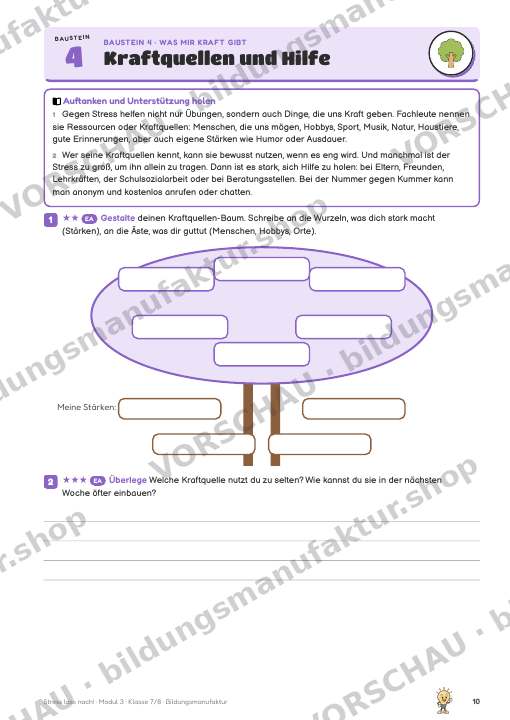 BAUSTEIN
4
BAUSTEIN 4 · WAS MIR KRAFT GIBT
Kraftquellen und Hilfe
Auftanken und Unterstützung holen
1 Gegen Stress helfen nicht nur Übungen, sondern auch Dinge, die uns Kraft geben. Fachleute nennen
sie Ressourcen oder Kraftquellen: Menschen, die uns mögen, Hobbys, Sport, Musik, Natur, Haustiere,
gute Erinnerungen, aber auch eigene Stärken wie Humor oder Ausdauer.
2 Wer seine Kraftquellen kennt, kann sie bewusst nutzen, wenn es eng wird. Und manchmal ist der
Stress zu groß, um ihn allein zu tragen. Dann ist es stark, sich Hilfe zu holen: bei Eltern, Freunden,
Lehrkräften, der Schulsozialarbeit oder bei Beratungsstellen. Bei der Nummer gegen Kummer kann
man anonym und kostenlos anrufen oder chatten.
1 ★★ EA Gestalte deinen Kraftquellen-Baum. Schreibe an die Wurzeln, was dich stark macht
(Stärken), an die Äste, was dir guttut (Menschen, Hobbys, Orte).
Meine Stärken:
2 ★★★ EA Überlege Welche Kraftquelle nutzt du zu selten? Wie kannst du sie in der nächsten
Woche öfter einbauen?
Stress lass nach! · Modul 3 · Klasse 7/8 · Bildungsmanufaktur
10
VORSCHAU · bildungsmanufaktur.shop